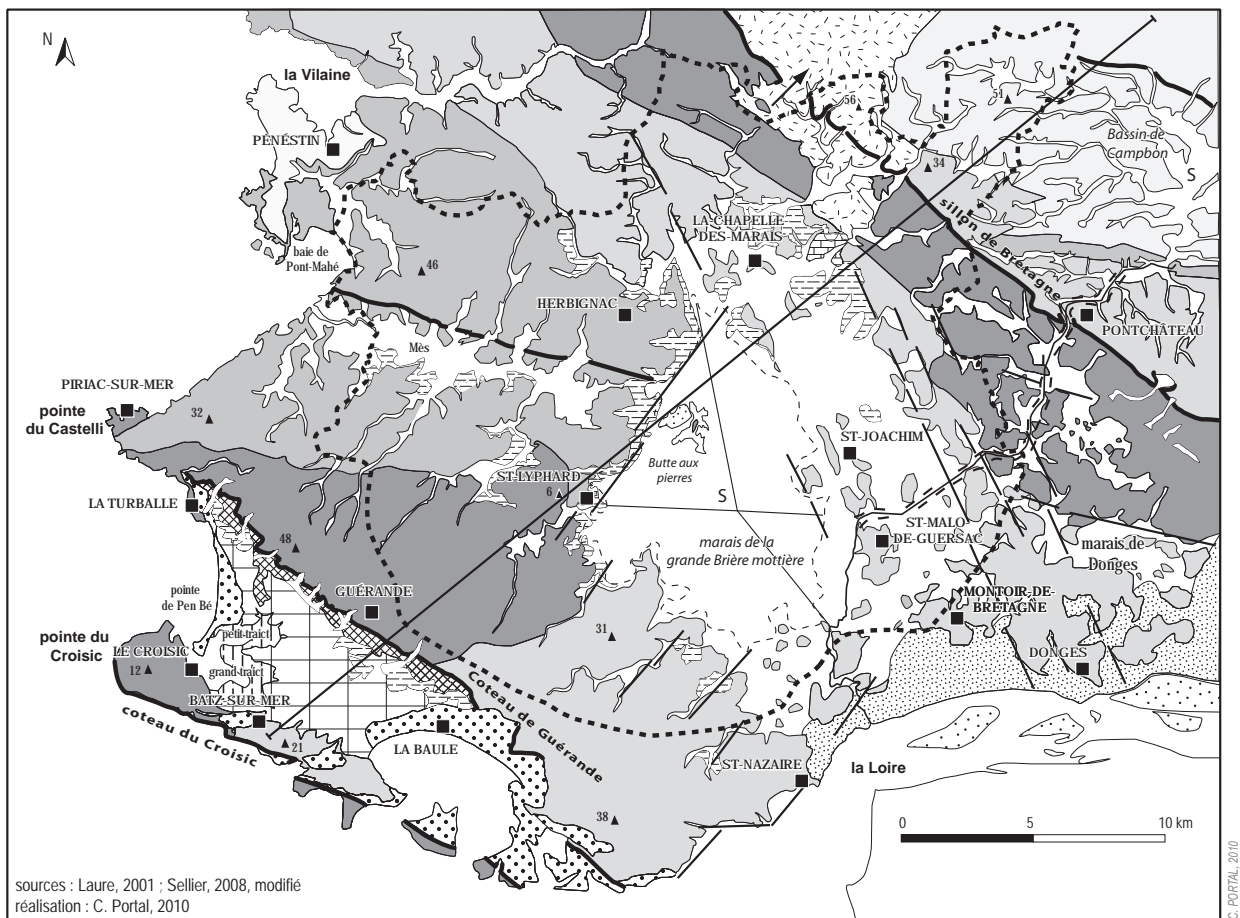 N
la Vilaine
PÉNÉSTIN
56
51
Bassin de
Campbon
34
S
sillon de Bretagne
LA-CHAPELLE
DES-MARAIS
baie de
Pont-Mahé
46
HERBIGNAC
PONTCHÂTEAU
Mès
PIRIAC-SUR-MER
pointe
du Castelli
32
ST-JOACHIM
Butte aux
pierres
ST-LYPHARD
6
S
LA TURBALLE
ST-MALO-
DE-GUERSAC
marais de
Donges
48
marais de la
grande Brière mottière
pointe
de Pen Bé
GUÉRANDE
MONTOIR-DE-
BRETAGNE
31
petit-traict
pointe du
Croisic
LE CROISIC
12
grand-traict
DONGES
BATZ-SUR-MER
Coteau de Guérande
coteau du Croisic
21
LA BAULE
ST-NAZAIRE
la Loire
38
0 5 10 km
sources : Laure, 2001 ; Sellier, 2008, modifié
réalisation : C. Portal, 2010
C. PORTAL, 2010